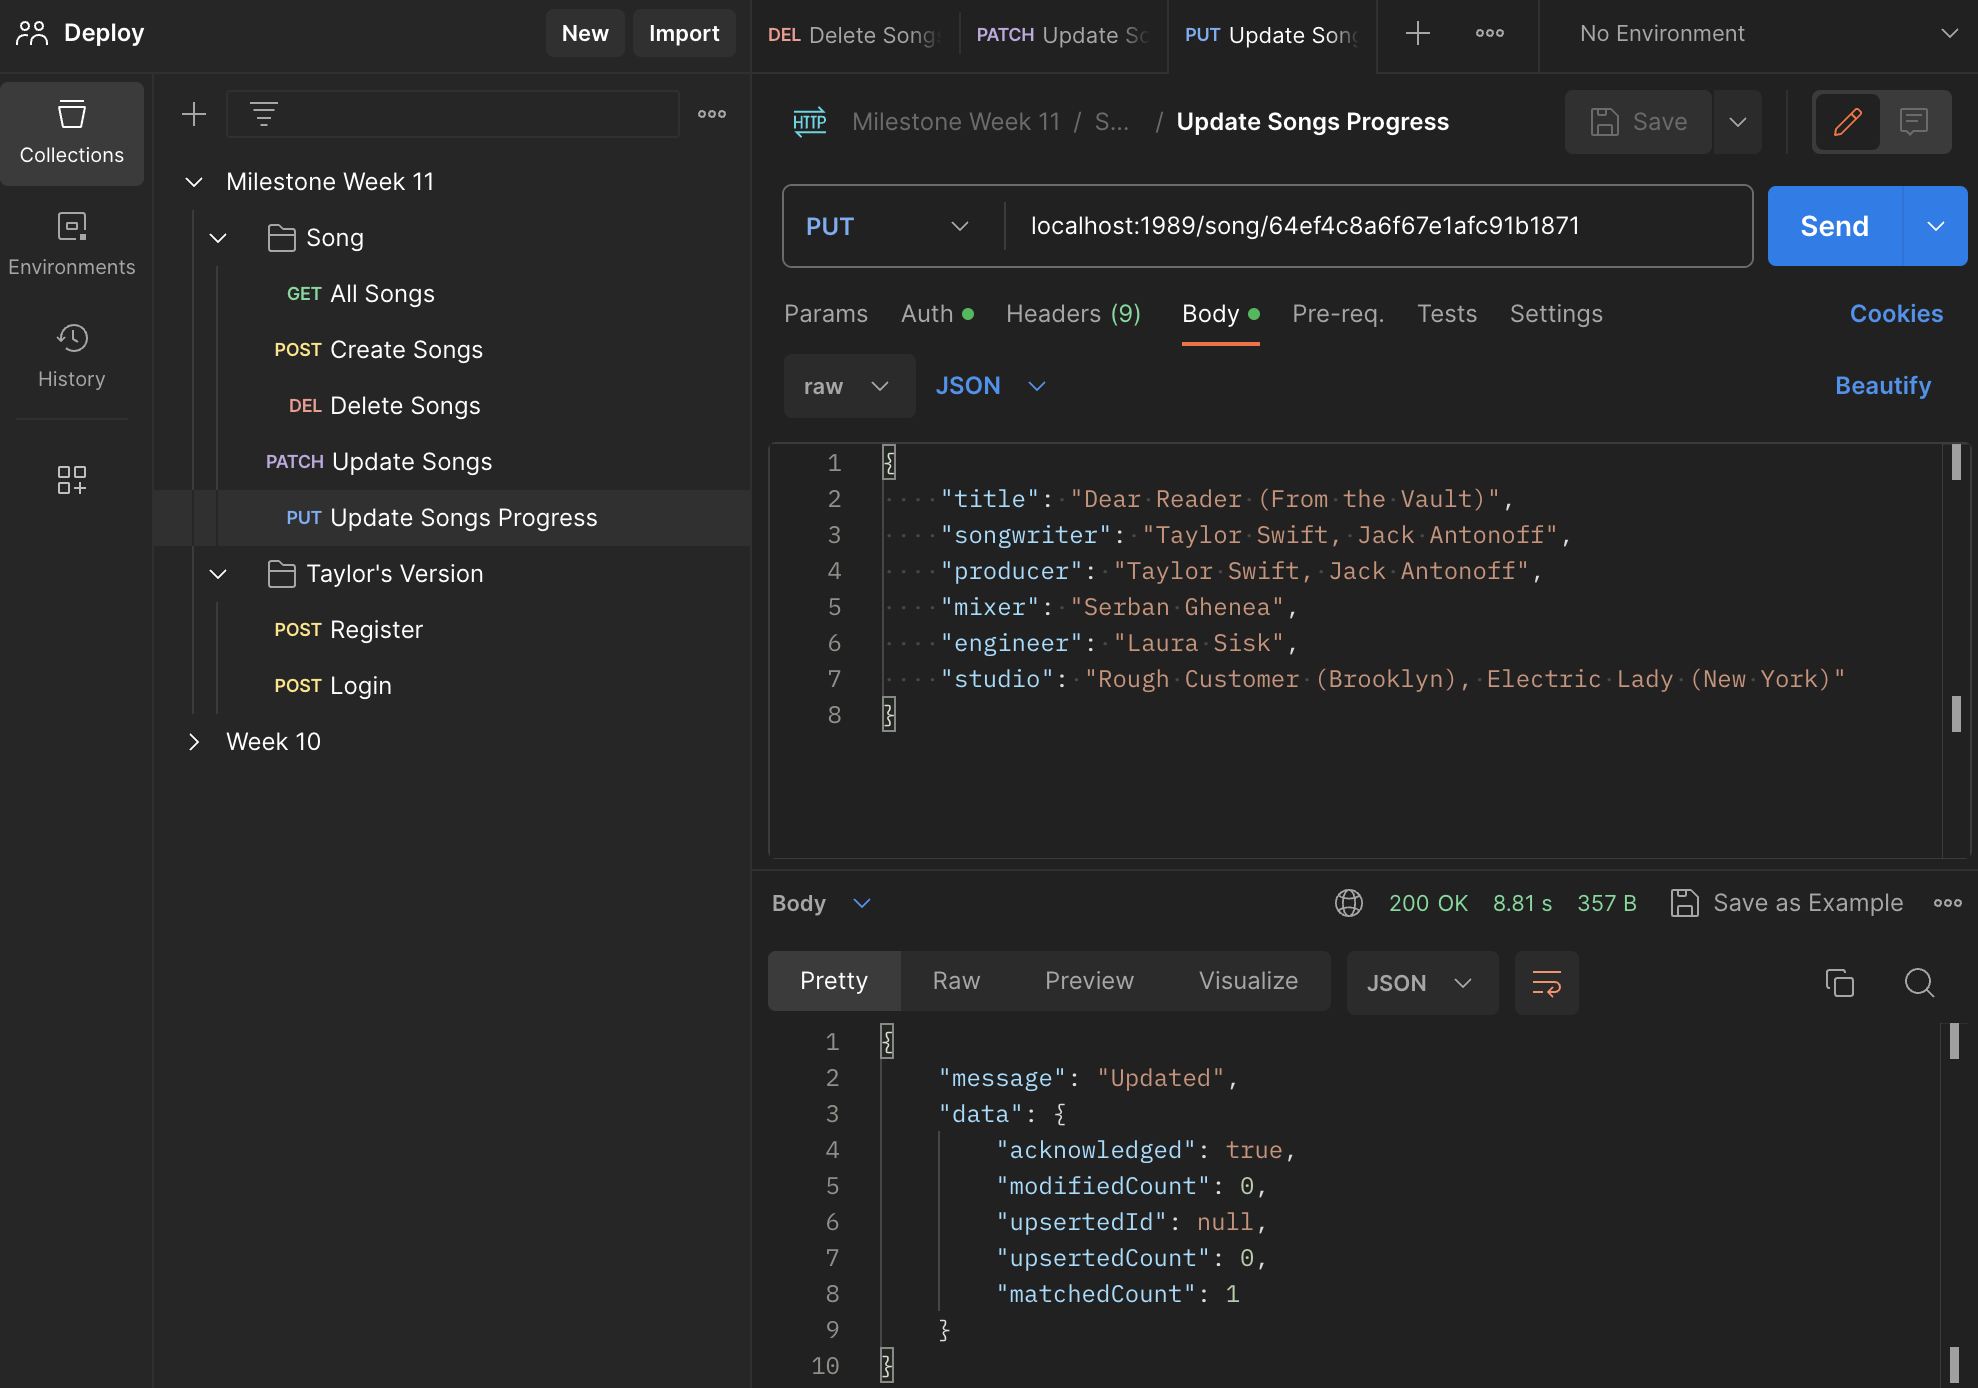 Deploy
New
Import
Collections
Environments
History
Milestone Week 11
Song
GET All Songs
POST Create Songs
DEL Delete Songs
PATCH Update Songs
PUT Update Songs Progress
Taylor's Version
POST Register
POST Login
Week 10
DEL Delete Songs
PATCH Update So
PUT Update Song
No Environment
HTTP Milestone Week 11 / S... / Update Songs Progress
Save
PUT
localhost:1989/song/64ef4c8a6f67e1afc91b1871
Send
Params Auth Headers (9) Body Pre-req. Tests Settings Cookies
raw JSON Beautify
1 {
2 "title": "Dear Reader (From the Vault)",
3 "songwriter": "Taylor Swift, Jack Antonoff",
4 "producer": "Taylor Swift, Jack Antonoff",
5 "mixer": "Serban Ghenea",
6 "engineer": "Laura Sisk",
7 "studio": "Rough Customer (Brooklyn), Electric Lady (New York)"
8 }
Body 200 OK 8.81 s 357 B Save as Example
Pretty Raw Preview Visualize JSON
1 {
2 "message": "Updated",
3 "data": {
4 "acknowledged": true,
5 "modifiedCount": 0,
6 "upsertedId": null,
7 "upsertedCount": 0,
8 "matchedCount": 1
9 }
10 }